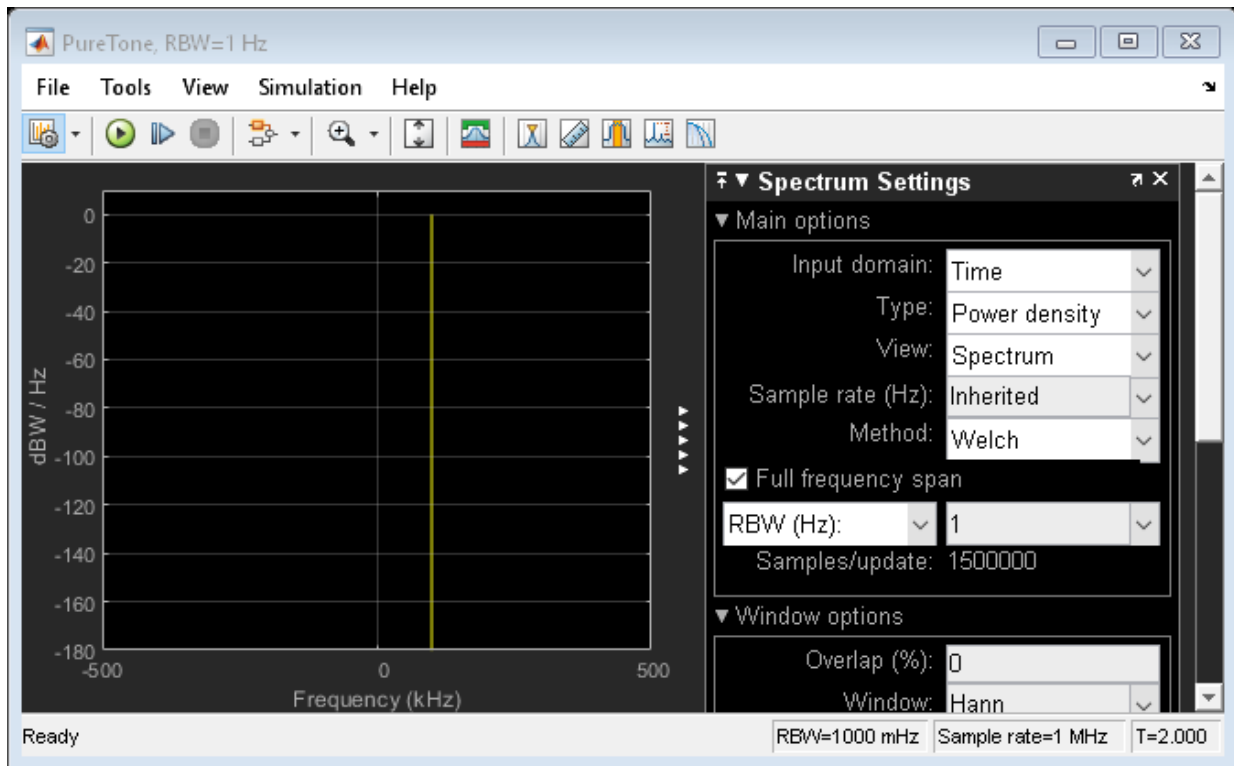 PureTone, RBW=1 Hz
File Tools View Simulation Help
0
-20
-40
-60
-80
-100
-120
-140
-160
-180
dBW / Hz
-500 0 500
Frequency (kHz)
Spectrum Settings
Main options
Input domain: Time
Type: Power density
View: Spectrum
Sample rate (Hz): Inherited
Method: Welch
Full frequency span
RBW (Hz): 1
Samples/update: 1500000
Window options
Overlap (%): 0
Window: Hann
Ready RBW=1000 mHz Sample rate=1 MHz T=2.000